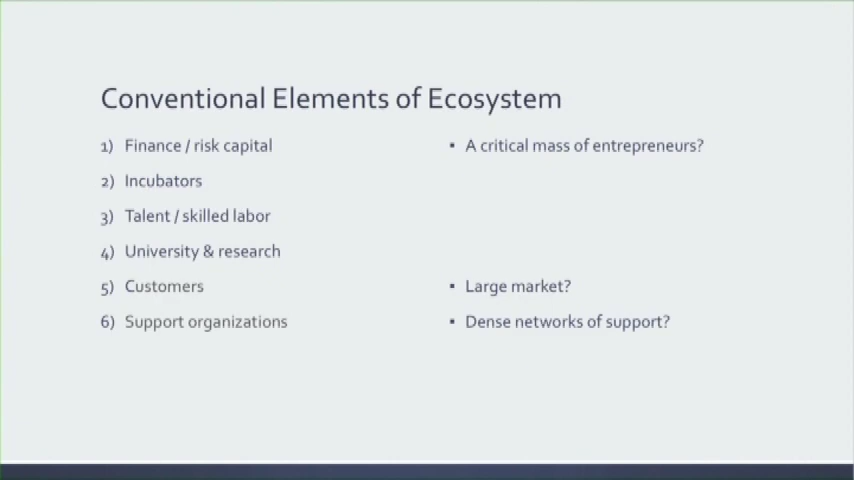 Conventional Elements of Ecosystem
1) Finance / risk capital
2) Incubators
3) Talent / skilled labor
4) University & research
5) Customers
6) Support organizations
▪ A critical mass of entrepreneurs?
▪ Large market?
▪ Dense networks of support?